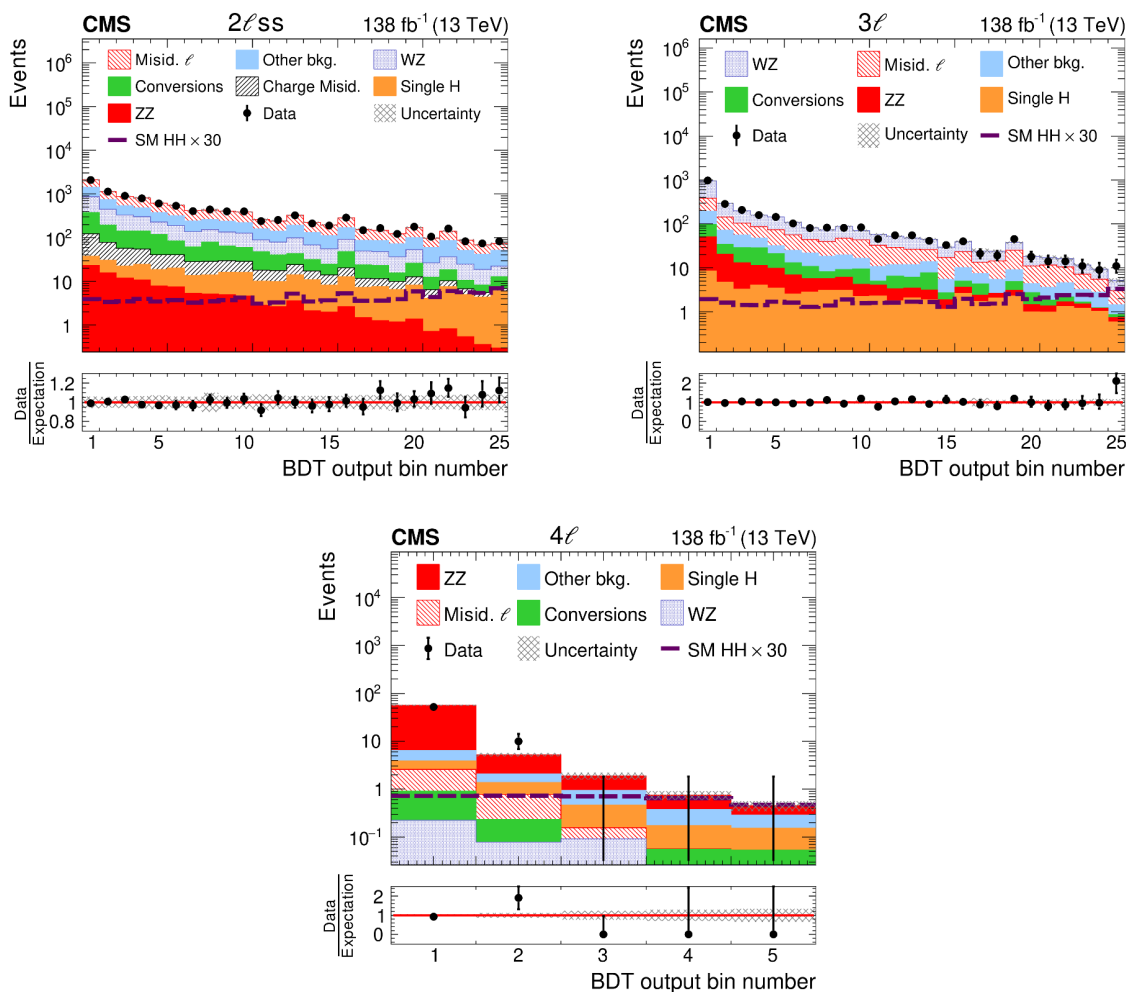 CMS 2ℓ ss 138 fb⁻¹ (13 TeV)
Events
10⁶
10⁵
10⁴
10³
10²
10
1
Misid. ℓ Other bkg. WZ
Conversions Charge Misid. Single H
ZZ Data Uncertainty
SM HH × 30
Data
Expectation
1.2
1.0
0.8
1 5 10 15 20 25
BDT output bin number
CMS 3ℓ 138 fb⁻¹ (13 TeV)
Events
10⁶
10⁵
10⁴
10³
10²
10
1
WZ Misid. ℓ Other bkg.
Conversions ZZ Single H
Data Uncertainty SM HH × 30
Data
Expectation
2
1
0
1 5 10 15 20 25
BDT output bin number
CMS 4ℓ 138 fb⁻¹ (13 TeV)
Events
10⁴
10³
10²
10
1
10⁻¹
ZZ Other bkg. Single H
Misid. ℓ Conversions WZ
Data Uncertainty SM HH × 30
Data
Expectation
2
1
0
1 2 3 4 5
BDT output bin number